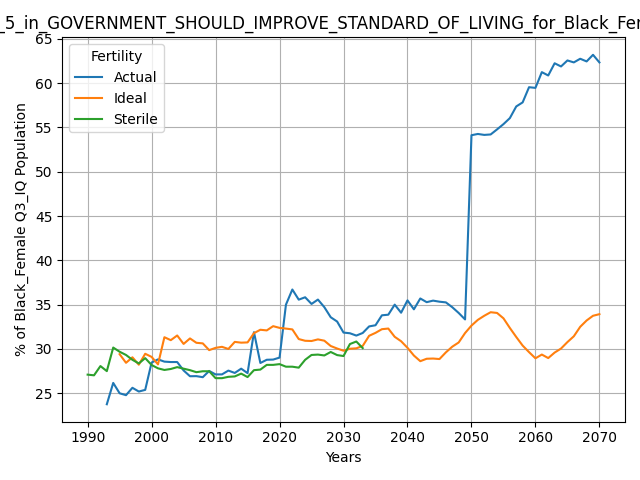 _5_in_GOVERNMENT_SHOULD_IMPROVE_STANDARD_OF_LIVING_for_Black_Fe
65
60
55
50
45
40
35
30
25
% of Black_Female Q3_IQ Population
Fertility
Actual
Ideal
Sterile
1990 2000 2010 2020 2030 2040 2050 2060 2070
Years